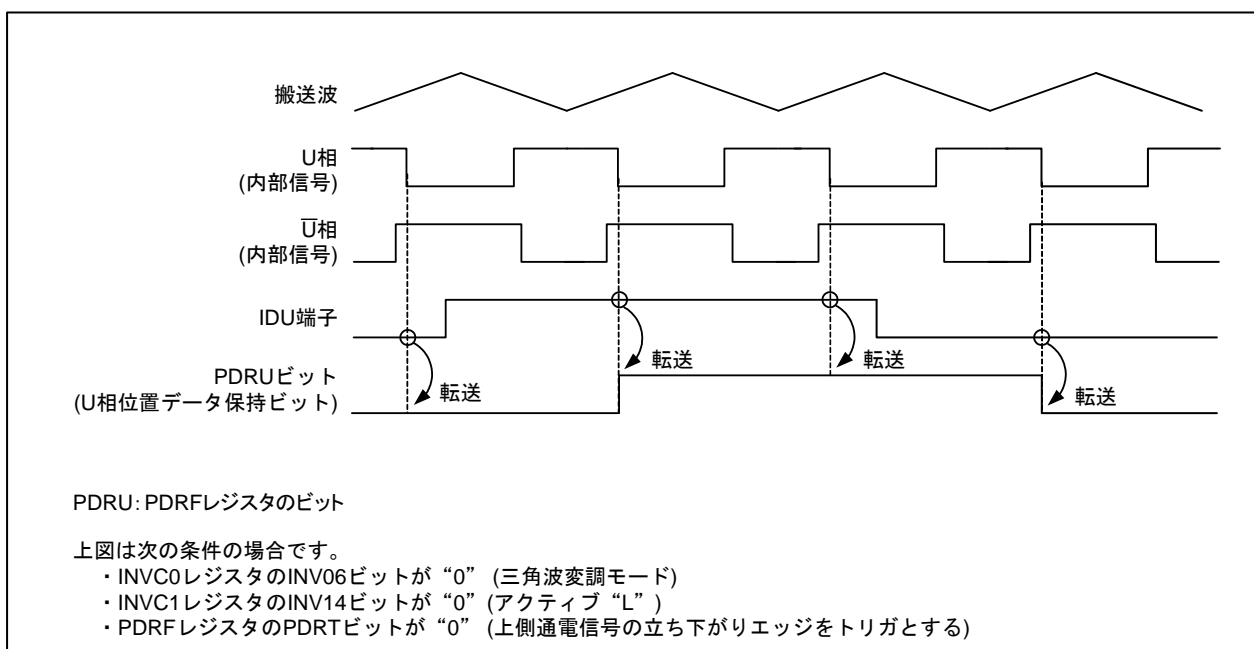 搬送波
U相
(内部信号)
U̅相
(内部信号)
IDU端子
転送
転送
転送
転送
PDRUビット
(U相位置データ保持ビット)
PDRU: PDRFレジスタのビット
上図は次の条件の場合です。
・INVC0レジスタのINV06ビットが“0” (三角波変調モード)
・INVC1レジスタのINV14ビットが“0” (アクティブ“L”)
・PDRFレジスタのPDRTビットが“0” (上側通電信号の立ち下がりエッジをトリガとする)